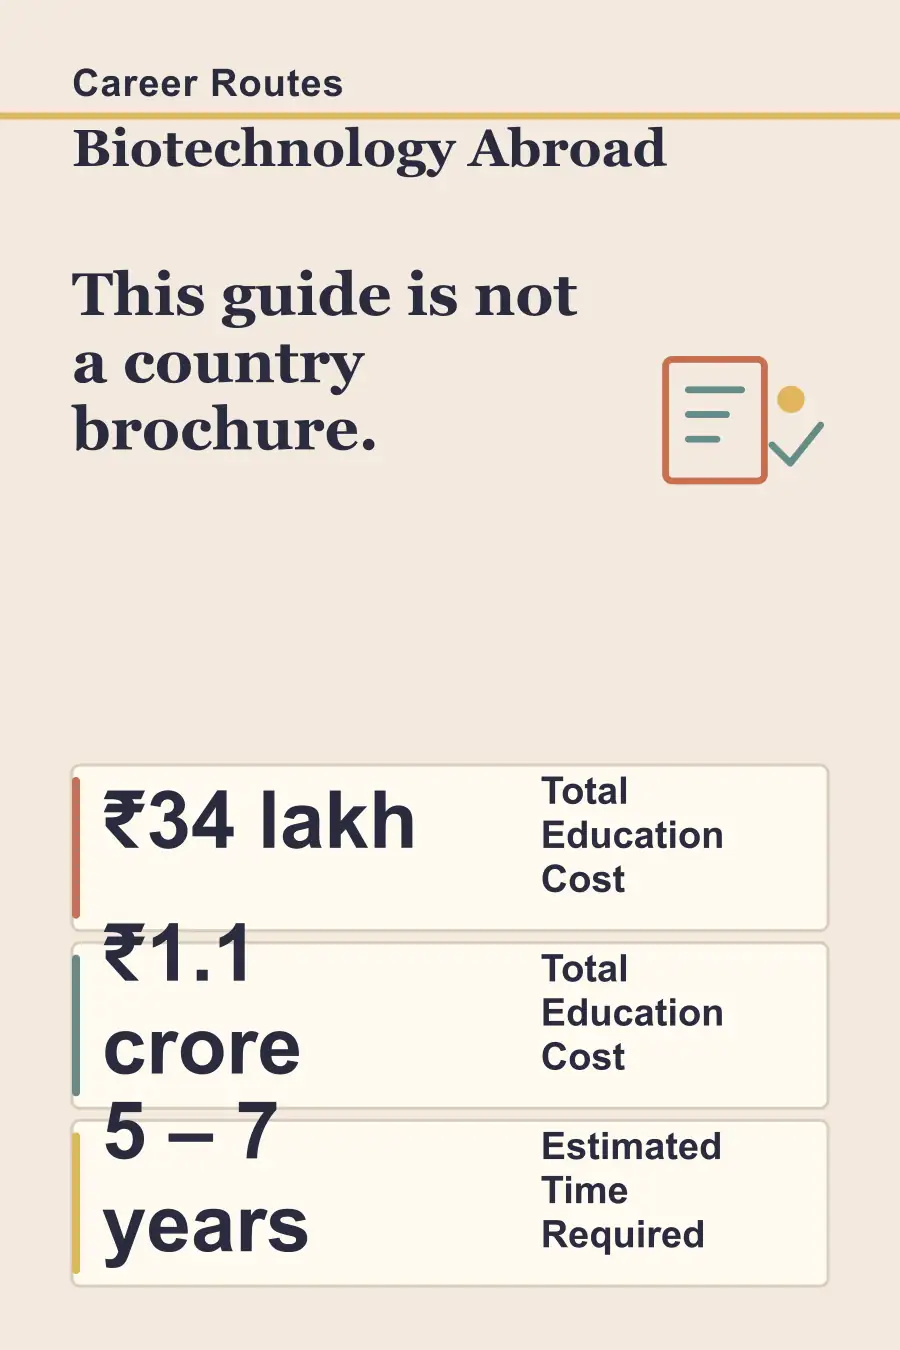 Career Routes
Biotechnology Abroad
This guide is not
a country
brochure.
₹34 lakh
Total
Education
Cost
₹1.1
crore
Total
Education
Cost
5 – 7
years
Estimated
Time
Required